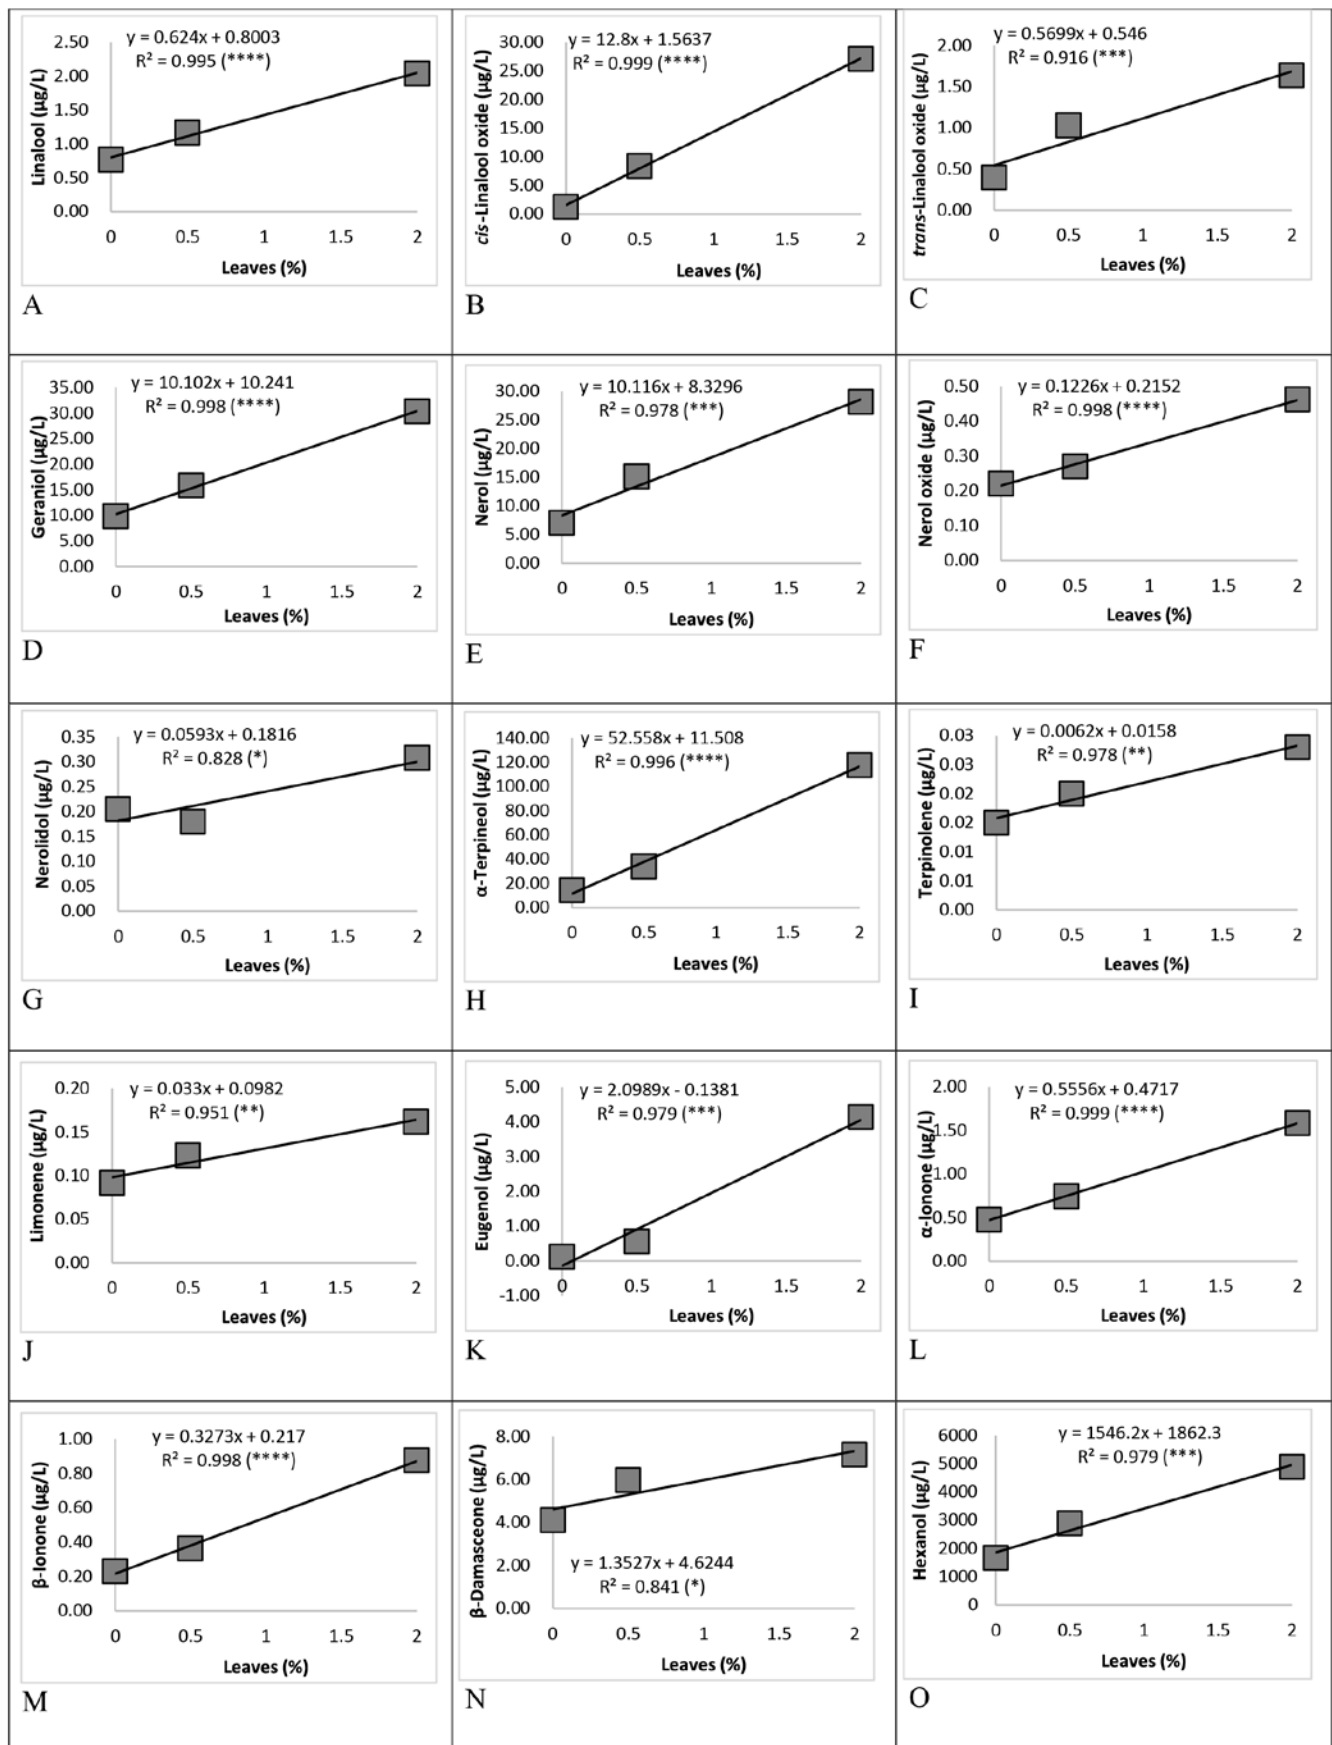 y = 0.624x + 0.8003
R² = 0.995 (****)
Linalool (µg/L)
2.50
2.00
1.50
1.00
0.50
0.00
0 0.5 1 1.5 2
Leaves (%)
A
y = 12.8x + 1.5637
R² = 0.999 (****)
cis-Linalool oxide (µg/L)
30.00
25.00
20.00
15.00
10.00
5.00
0.00
0 0.5 1 1.5 2
Leaves (%)
B
y = 0.5699x + 0.546
R² = 0.916 (***)
trans-Linalool oxide (µg/L)
2.00
1.50
1.00
0.50
0.00
0 0.5 1 1.5 2
Leaves (%)
C
y = 10.102x + 10.241
R² = 0.998 (****)
Geraniol (µg/L)
35.00
30.00
25.00
20.00
15.00
10.00
5.00
0.00
0 0.5 1 1.5 2
Leaves (%)
D
y = 10.116x + 8.3296
R² = 0.978 (***)
Nerol (µg/L)
30.00
25.00
20.00
15.00
10.00
5.00
0.00
0 0.5 1 1.5 2
Leaves (%)
E
y = 0.1226x + 0.2152
R² = 0.998 (****)
Nerol oxide (µg/L)
0.50
0.40
0.30
0.20
0.10
0.00
0 0.5 1 1.5 2
Leaves (%)
F
y = 0.0593x + 0.1816
R² = 0.828 (*)
Nerolidol (µg/L)
0.35
0.30
0.25
0.20
0.15
0.10
0.05
0.00
0 0.5 1 1.5 2
Leaves (%)
G
y = 52.558x + 11.508
R² = 0.996 (****)
α-Terpineol (µg/L)
140.00
120.00
100.00
80.00
60.00
40.00
20.00
0.00
0 0.5 1 1.5 2
Leaves (%)
H
y = 0.0062x + 0.0158
R² = 0.978 (**)
Terpinolene (µg/L)
0.03
0.03
0.02
0.02
0.01
0.01
0.00
0 0.5 1 1.5 2
Leaves (%)
I
y = 0.033x + 0.0982
R² = 0.951 (**)
Limonene (µg/L)
0.20
0.15
0.10
0.05
0.00
0 0.5 1 1.5 2
Leaves (%)
J
y = 2.0989x - 0.1381
R² = 0.979 (***)
Eugenol (µg/L)
5.00
4.00
3.00
2.00
1.00
0.00
-1.00
0 0.5 1 1.5 2
Leaves (%)
K
y = 0.5556x + 0.4717
R² = 0.999 (****)
α-Ionone (µg/L)
2.00
1.50
1.00
0.50
0.00
0 0.5 1 1.5 2
Leaves (%)
L
y = 0.3273x + 0.217
R² = 0.998 (****)
β-Ionone (µg/L)
1.00
0.80
0.60
0.40
0.20
0.00
0 0.5 1 1.5 2
Leaves (%)
M
β-Damasceone (µg/L)
8.00
6.00
4.00
2.00
0.00
y = 1.3527x + 4.6244
R² = 0.841 (*)
0 0.5 1 1.5 2
Leaves (%)
N
y = 1546.2x + 1862.3
R² = 0.979 (***)
Hexanol (µg/L)
6000
5000
4000
3000
2000
1000
0
0 0.5 1 1.5 2
Leaves (%)
O